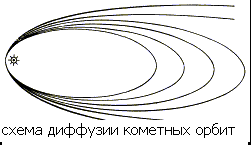 схема диффузии кометных орбит